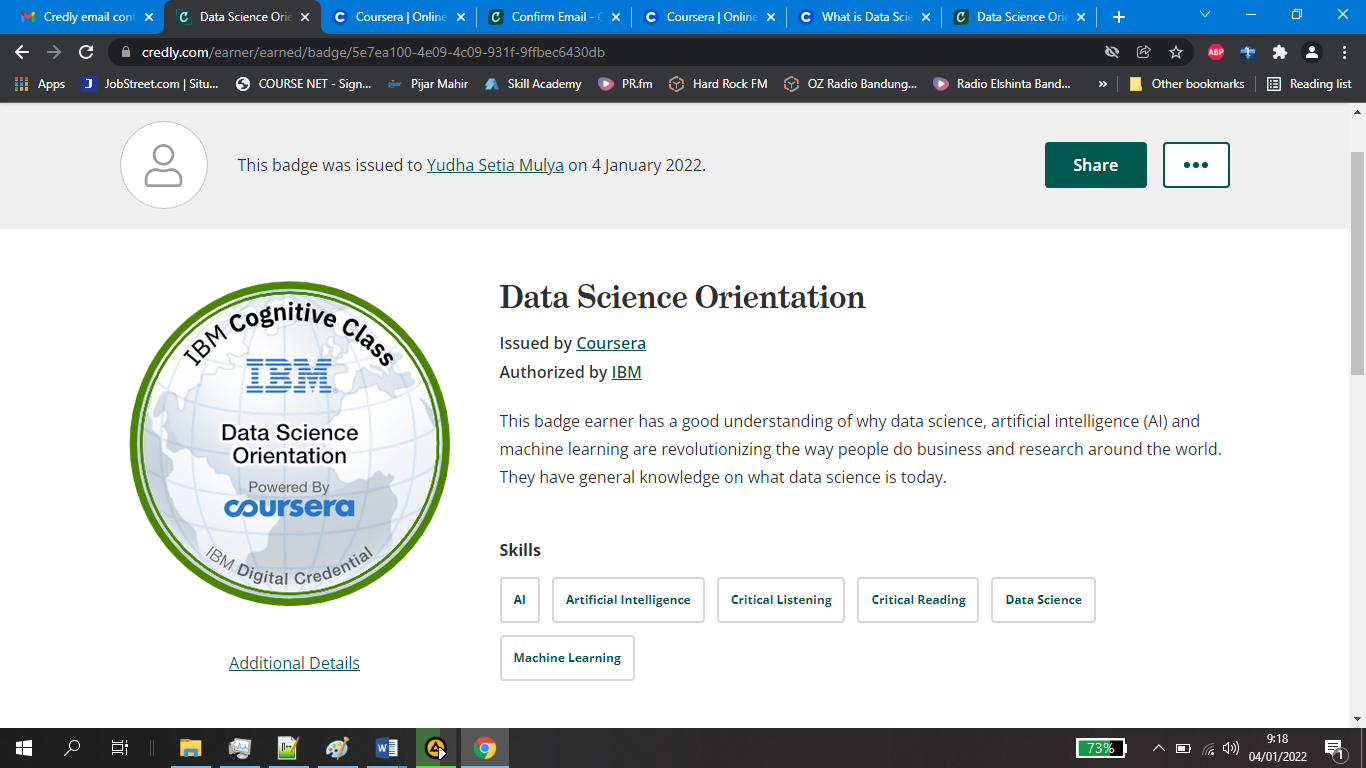 Credly email conf
Data Science Orie
Coursera | Online
Confirm Email - C
Coursera | Online
What is Data Scie
Data Science Orie
credly.com/earner/earned/badge/5e7ea100-4e09-4c09-931f-9ffbec6430db
ABP
Apps
JobStreet.com | Situ...
COURSE NET - Sign...
Pijar Mahir
Skill Academy
PR.fm
Hard Rock FM
OZ Radio Bandung...
Radio Elshinta Band...
»
Other bookmarks
Reading list
This badge was issued to Yudha Setia Mulya on 4 January 2022.
Share
•••
IBM Cognitive Class
IBM
Data Science
Orientation
Powered By
coursera
IBM Digital Credential
Additional Details
Data Science Orientation
Issued by Coursera
Authorized by IBM
This badge earner has a good understanding of why data science, artificial intelligence (AI) and
machine learning are revolutionizing the way people do business and research around the world.
They have general knowledge on what data science is today.
Skills
AI
Artificial Intelligence
Critical Listening
Critical Reading
Data Science
Machine Learning
73%
9:18
04/01/2022
1